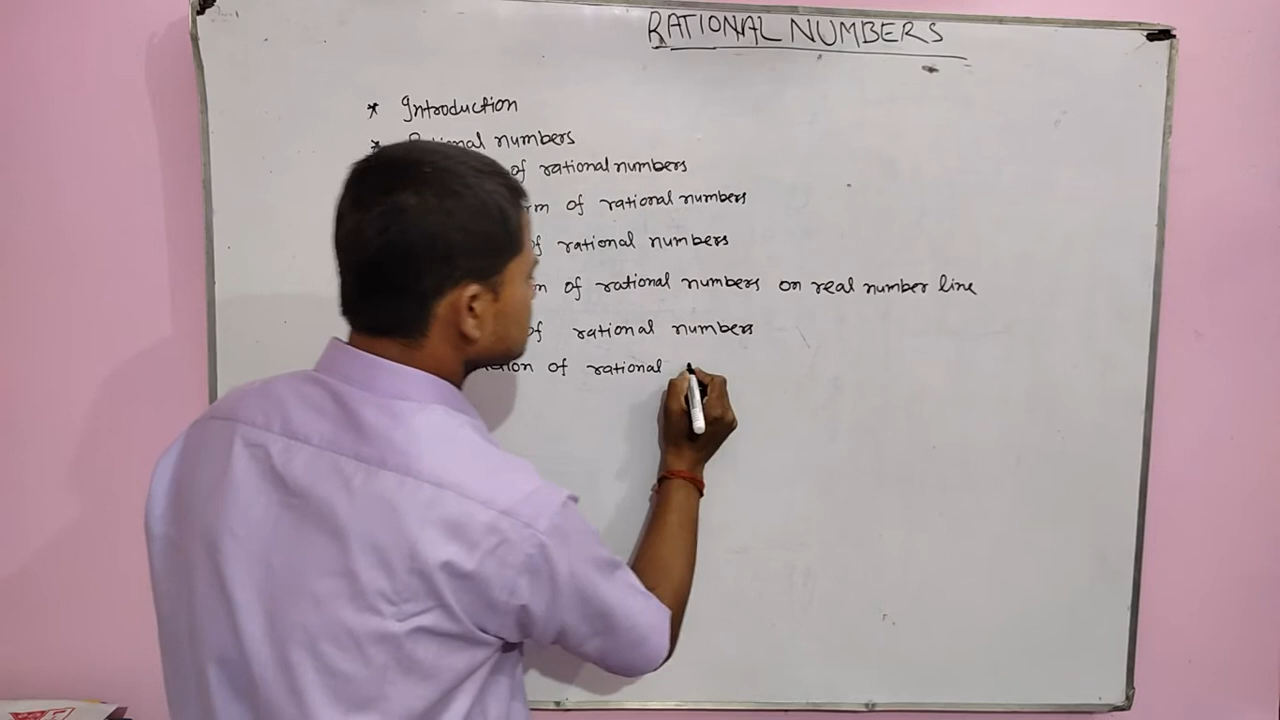 RATIONAL NUMBERS
* Introduction
* Rational numbers
of rational numbers
of rational numbers
of rational numbers
of rational numbers on real number line
of rational numbers
of rational